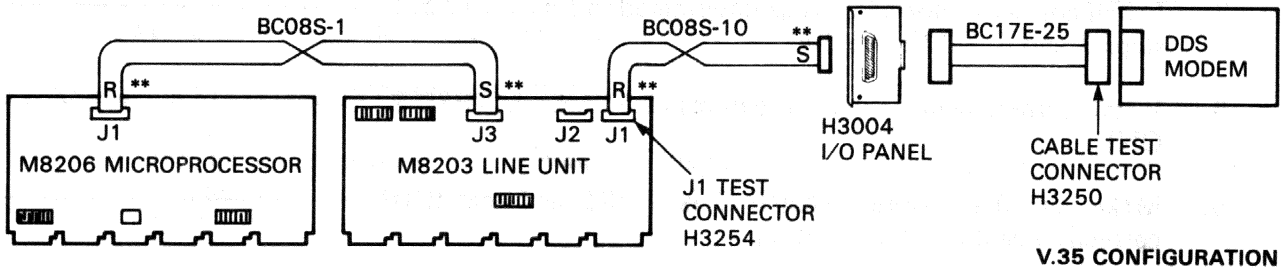 BC08S-1
BC08S-10
**
S
BC17E-25
DDS
MODEM
R
**
S
**
R
**
J1
J3
J2
J1
H3004
I/O PANEL
M8206 MICROPROCESSOR
M8203 LINE UNIT
J1 TEST
CONNECTOR
H3254
CABLE TEST
CONNECTOR
H3250
V.35 CONFIGURATION